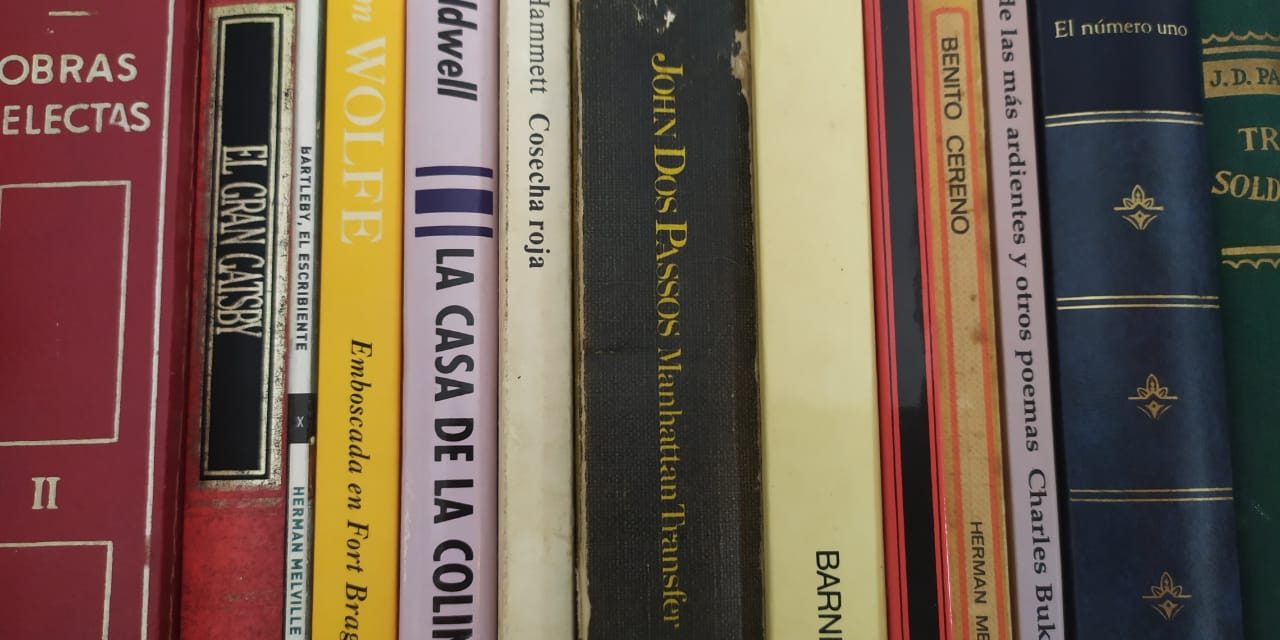 OBRAS
ELECTAS
II
EL GRAN GATSBY
BARTLEBY, EL ESCRIBIENTE
X
HERMAN MELVILLE
m WOLFE
Emboscada en Fort Brag
ldwell
LA CASA DE LA COLIN
Hammett Cosecha roja
JOHN DOS PASSOS Manhattan Transfer
BARN
BENITO CERENO
HERMAN ME
de las más ardientes y otros poemas Charles Buk
El número uno
J. D. PA
TR
SOLD